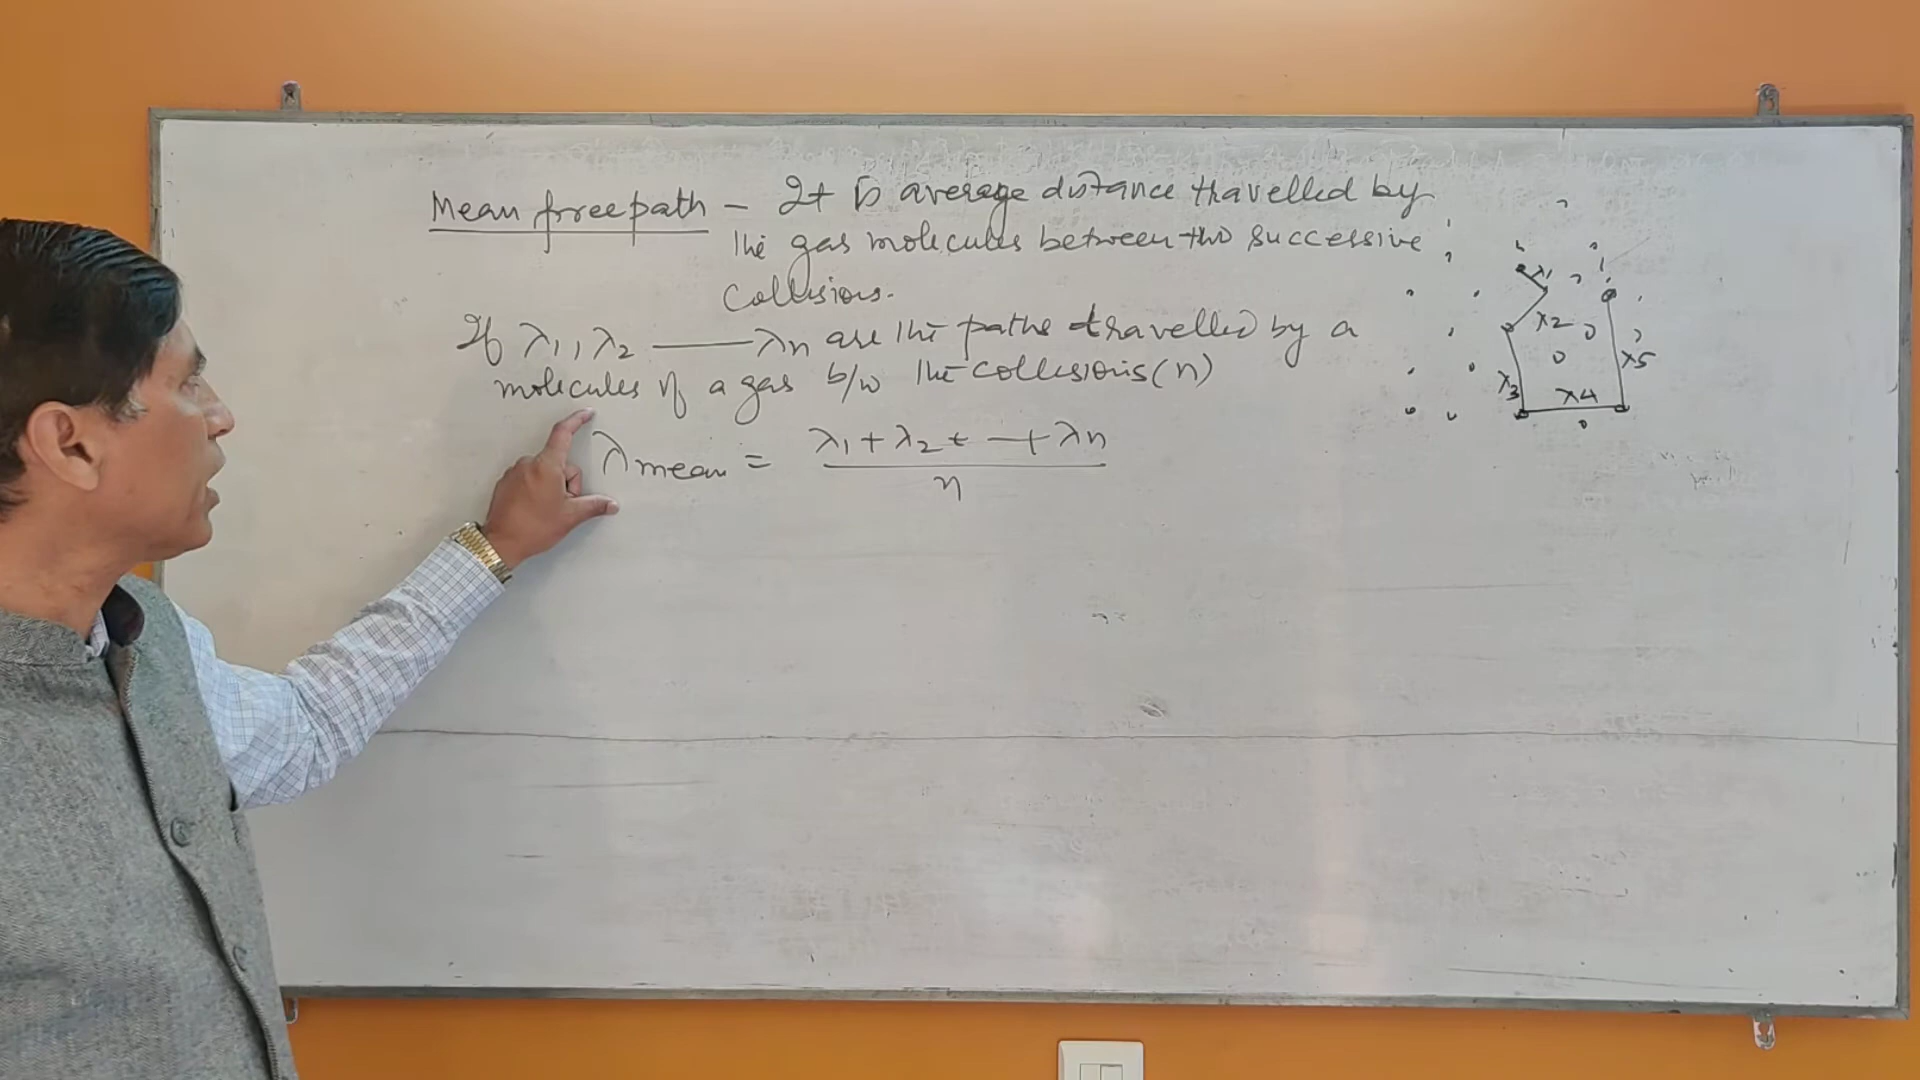 Mean free path - It is average distance travelled by
the gas molecules between two successive
collisions.
If λ1, λ2 —— λn are the paths travelled by a
molecules of a gas b/w the collisions (n)
λmean = λ1 + λ2 + — + λn
n
λ1
λ2
λ3
λ4
λ5